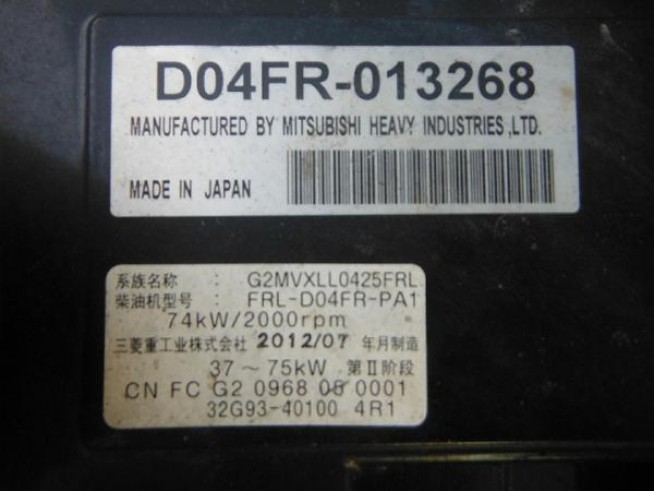 D04FR-013268
MANUFACTURED BY MITSUBISHI HEAVY INDUSTRIES ,LTD.
MADE IN JAPAN
系族名称 : G2MVXLL0425FRL
柴油机型号 : FRL-D04FR-PA1
74kW/2000rpm
三菱重工业株式会社 2012/07 年月制造
37～75kW 第Ⅱ阶段
CN FC G2 0968 05 0001
32G93-40100 4R1